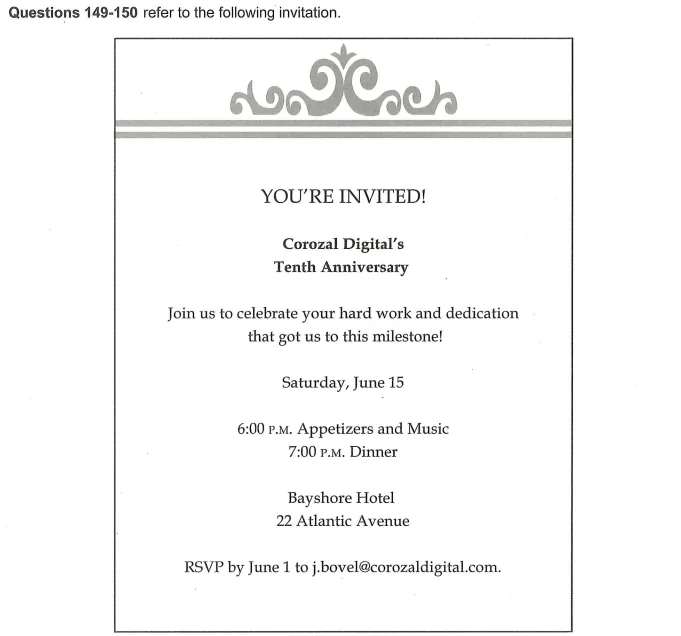 Questions 149-150 refer to the following invitation.
YOU'RE INVITED!
Corozal Digital's
Tenth Anniversary
Join us to celebrate your hard work and dedication
that got us to this milestone!
Saturday, June 15
6:00 P.M. Appetizers and Music
7:00 P.M. Dinner
Bayshore Hotel
22 Atlantic Avenue
RSVP by June 1 to j.bovel@corozaldigital.com.